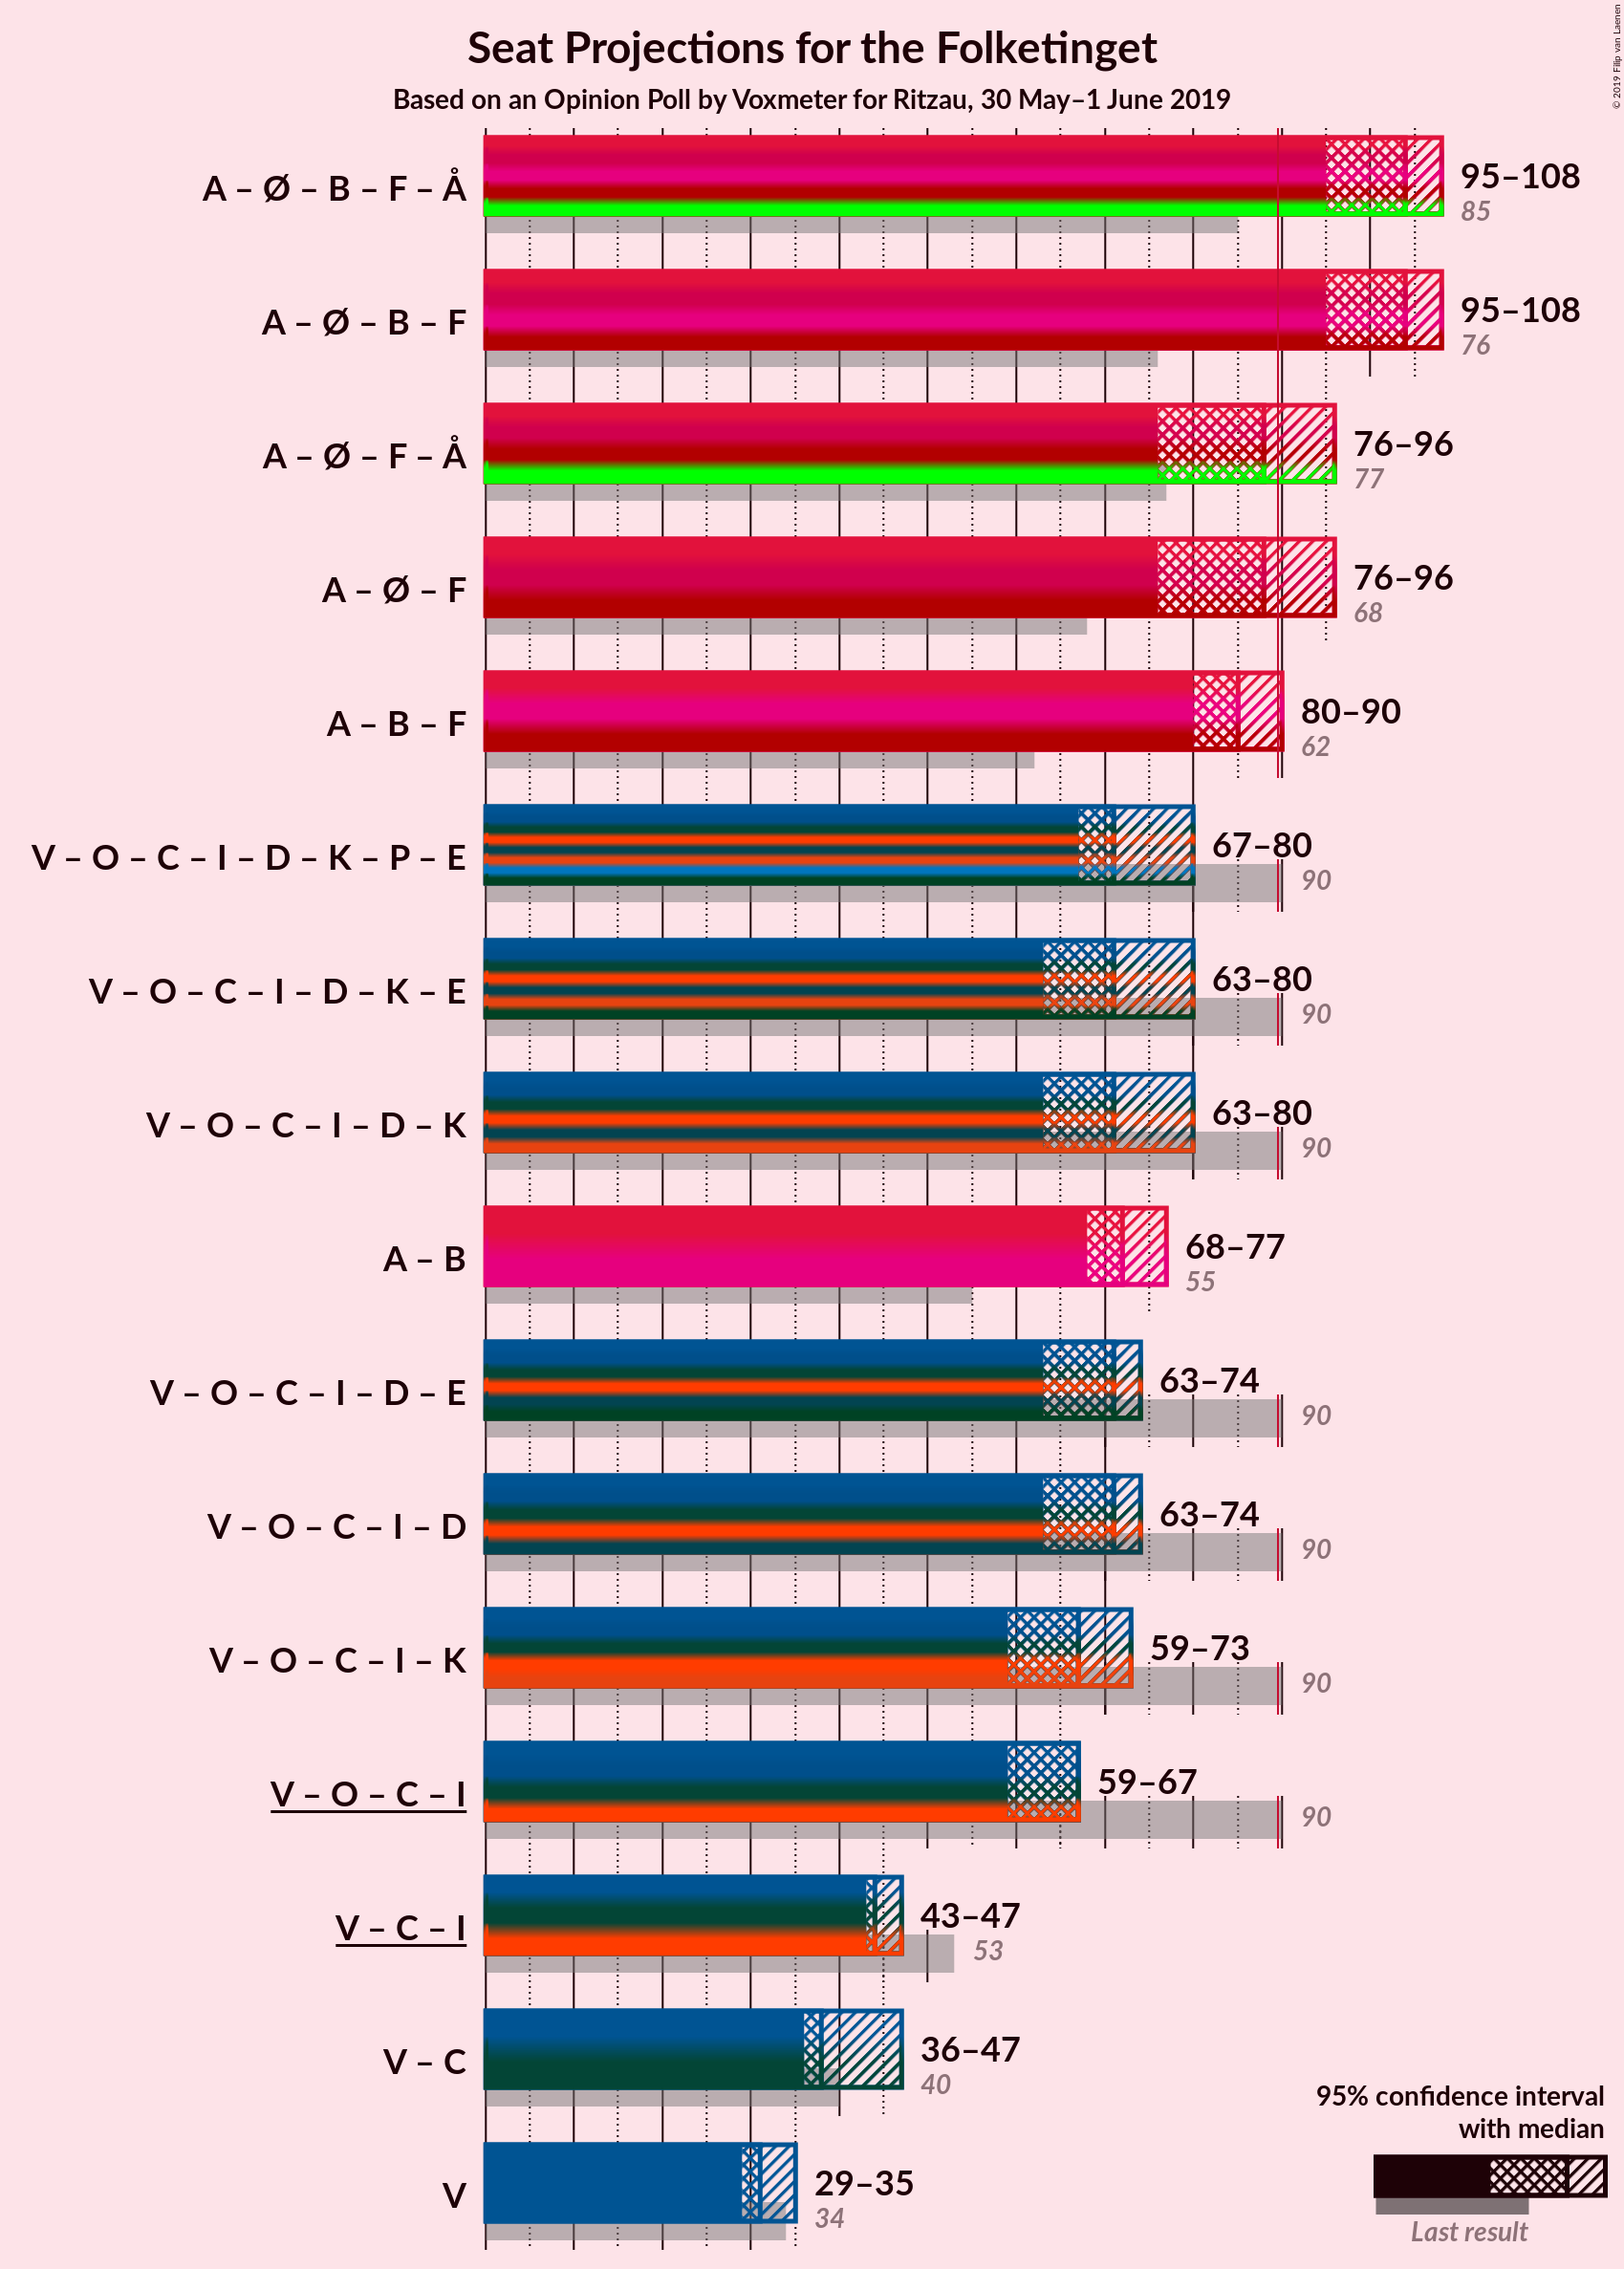 Seat Projections for the Folketinget
Based on an Opinion Poll by Voxmeter for Ritzau, 30 May–1 June 2019
© 2019 Filip van Laenen
A – Ø – B – F – Å
95–108
85
A – Ø – B – F
95–108
76
A – Ø – F – Å
76–96
77
A – Ø – F
76–96
68
A – B – F
80–90
62
V – O – C – I – D – K – P – E
67–80
90
V – O – C – I – D – K – E
63–80
90
V – O – C – I – D – K
63–80
90
A – B
68–77
55
V – O – C – I – D – E
63–74
90
V – O – C – I – D
63–74
90
V – O – C – I – K
59–73
90
V – O – C – I
59–67
90
V – C – I
43–47
53
V – C
36–47
40
V
29–35
34
95% confidence interval
with median
Last result